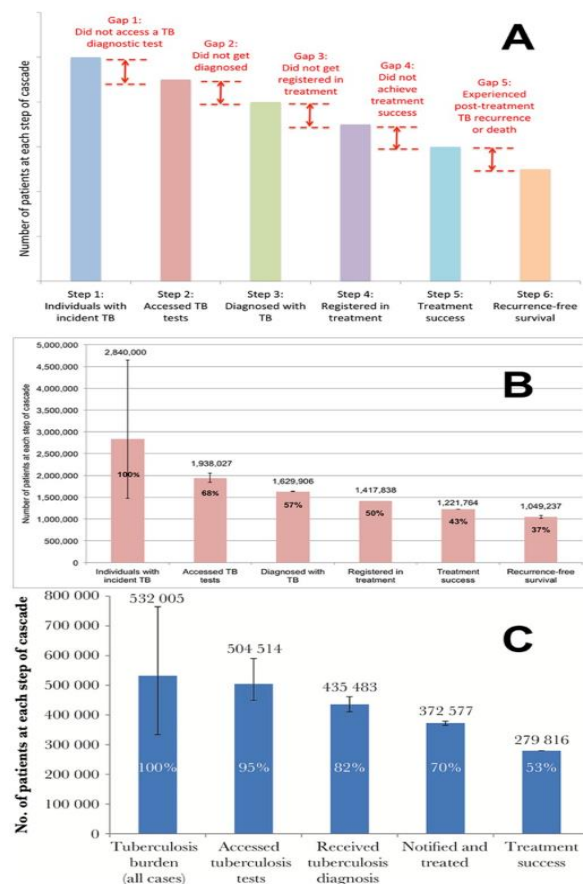 Gap 1:
Did not access a TB
diagnostic test
Gap 2:
Did not get
diagnosed
Gap 3:
Did not get
registered in
treatment
Gap 4:
Did not
achieve
treatment
success
Gap 5:
Experienced
post-treatment
TB recurrence
or death
A
Number of patients at each step of cascade
Step 1:
Individuals with
incident TB
Step 2:
Accessed TB
tests
Step 3:
Diagnosed with
TB
Step 4:
Registered in
treatment
Step 5:
Treatment
success
Step 6:
Recurrence-free
survival
B
Number of patients at each step of cascade
5,000,000
4,500,000
4,000,000
3,500,000
3,000,000
2,500,000
2,000,000
1,500,000
1,000,000
500,000
0
2,840,000
100%
1,938,027
68%
1,629,906
57%
1,417,838
50%
1,221,764
43%
1,049,237
37%
Individuals with
incident TB
Accessed TB
tests
Diagnosed with
TB
Registered in
treatment
Treatment
success
Recurrence-free
survival
C
No. of patients at each step of cascade
800 000
700 000
600 000
500 000
400 000
300 000
200 000
100 000
0
532 005
100%
504 514
95%
435 483
82%
372 577
70%
279 816
53%
Tuberculosis
burden
(all cases)
Accessed
tuberculosis
tests
Received
tuberculosis
diagnosis
Notified and
treated
Treatment
success